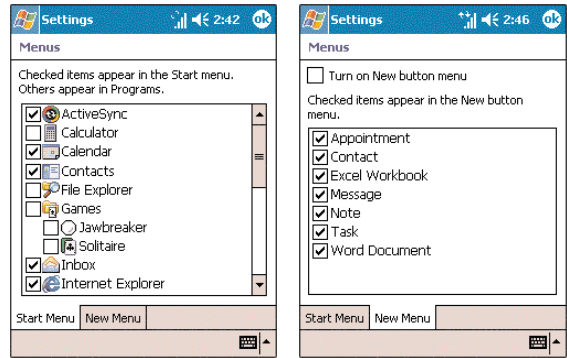 Settings 2:42 ok
Menus
Checked items appear in the Start menu.
Others appear in Programs.
ActiveSync
Calculator
Calendar
Contacts
File Explorer
Games
Jawbreaker
Solitaire
Inbox
Internet Explorer
Start Menu New Menu
Settings 2:46 ok
Menus
Turn on New button menu
Checked items appear in the New button
menu.
Appointment
Contact
Excel Workbook
Message
Note
Task
Word Document
Start Menu New Menu